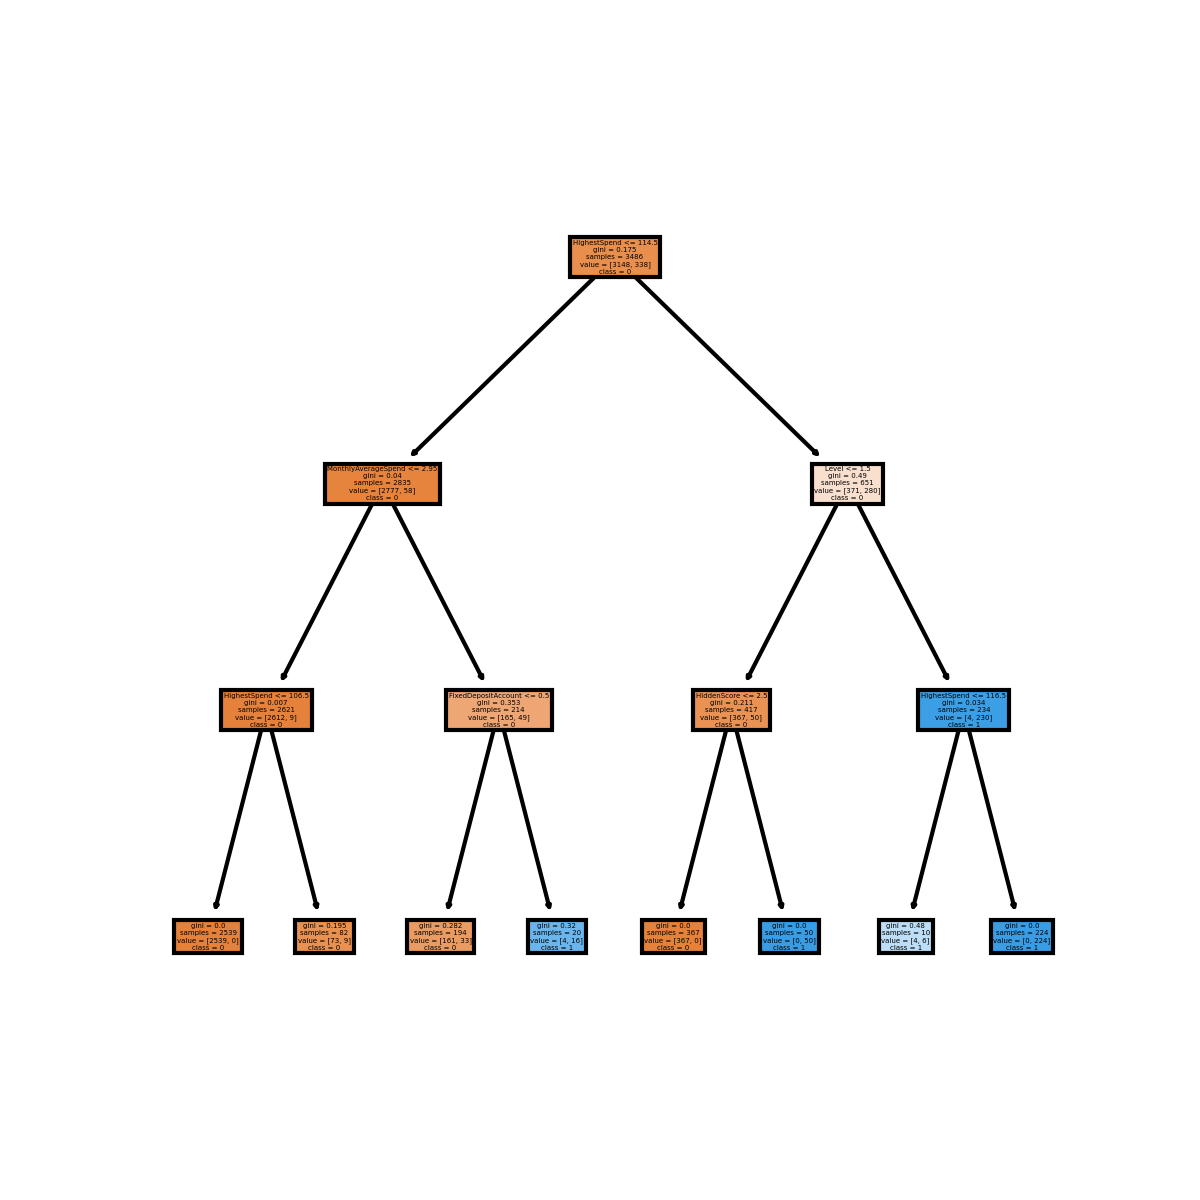 HighestSpend <= 114.5
gini = 0.175
samples = 3486
value = [3148, 338]
class = 0
MonthlyAverageSpend <= 2.95
gini = 0.04
samples = 2835
value = [2777, 58]
class = 0
Level <= 1.5
gini = 0.49
samples = 651
value = [371, 280]
class = 0
HighestSpend <= 106.5
gini = 0.007
samples = 2621
value = [2612, 9]
class = 0
FixedDepositAccount <= 0.5
gini = 0.353
samples = 214
value = [165, 49]
class = 0
HiddenScore <= 2.5
gini = 0.211
samples = 417
value = [367, 50]
class = 0
HighestSpend <= 116.5
gini = 0.034
samples = 234
value = [4, 230]
class = 1
gini = 0.0
samples = 2539
value = [2539, 0]
class = 0
gini = 0.195
samples = 82
value = [73, 9]
class = 0
gini = 0.282
samples = 194
value = [161, 33]
class = 0
gini = 0.32
samples = 20
value = [4, 16]
class = 1
gini = 0.0
samples = 367
value = [367, 0]
class = 0
gini = 0.0
samples = 50
value = [0, 50]
class = 1
gini = 0.48
samples = 10
value = [4, 6]
class = 1
gini = 0.0
samples = 224
value = [0, 224]
class = 1